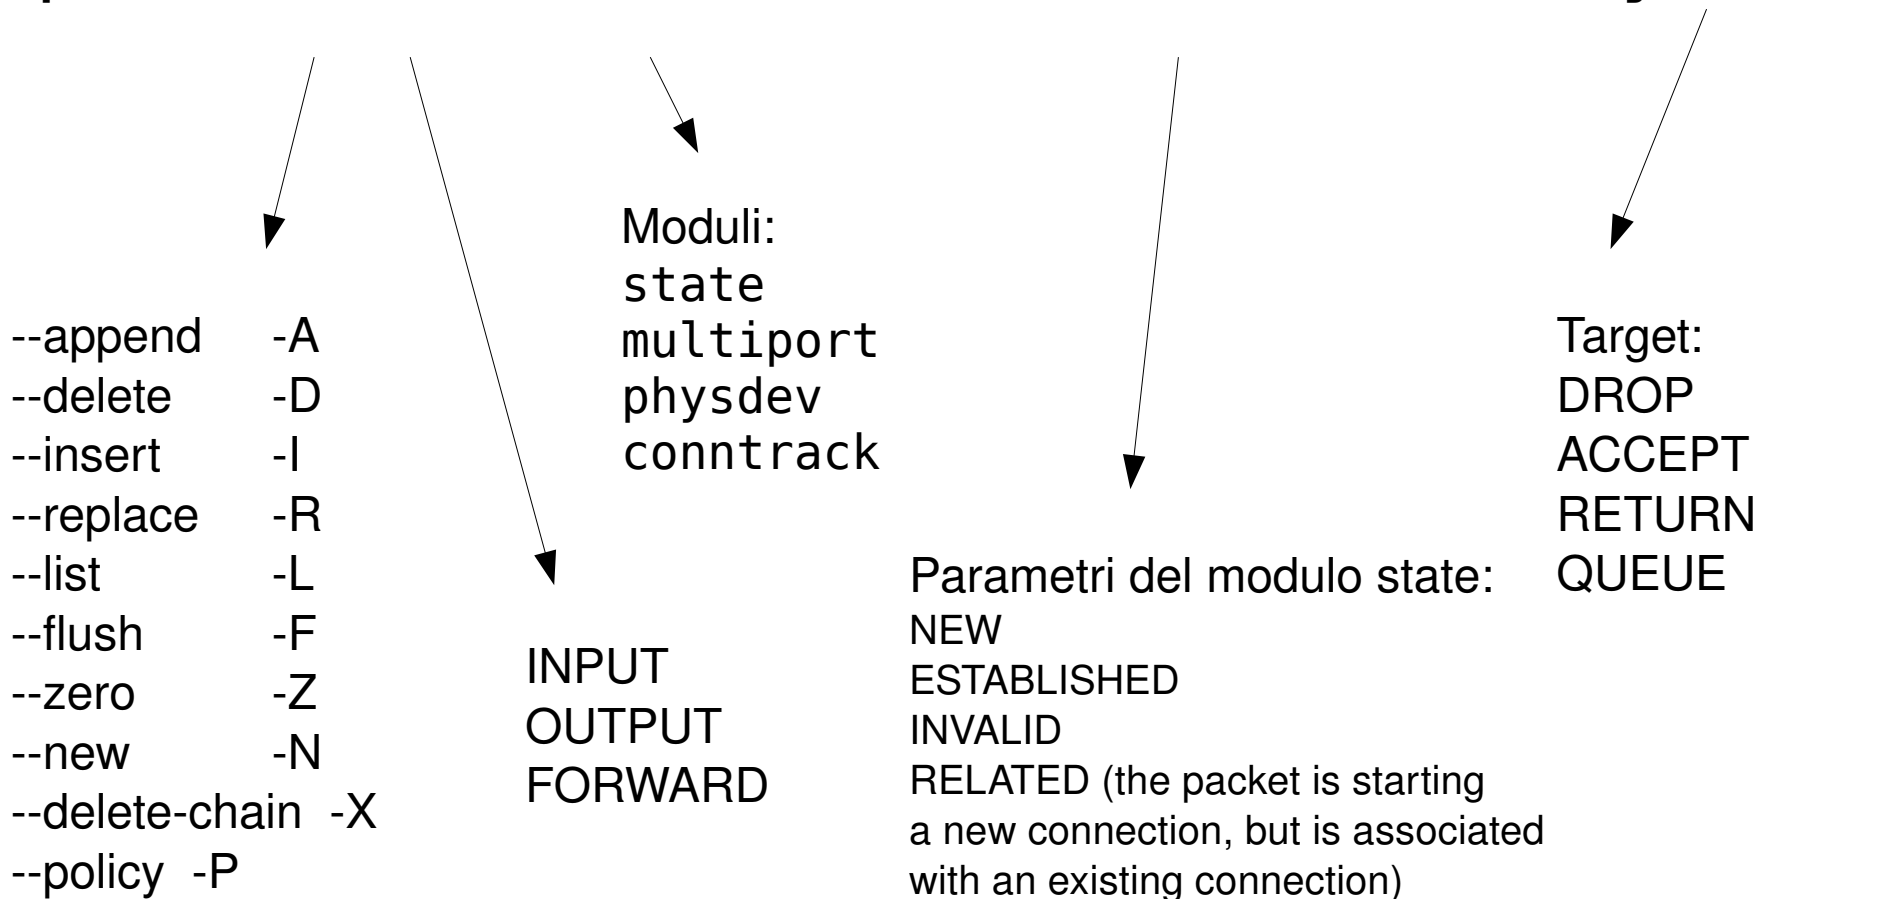 Moduli:
state
multiport
physdev
conntrack
--append -A
--delete -D
--insert -I
--replace -R
--list -L
--flush -F
--zero -Z
--new -N
--delete-chain -X
--policy -P
INPUT
OUTPUT
FORWARD
Parametri del modulo state:
NEW
ESTABLISHED
INVALID
RELATED (the packet is starting
a new connection, but is associated
with an existing connection)
Target:
DROP
ACCEPT
RETURN
QUEUE